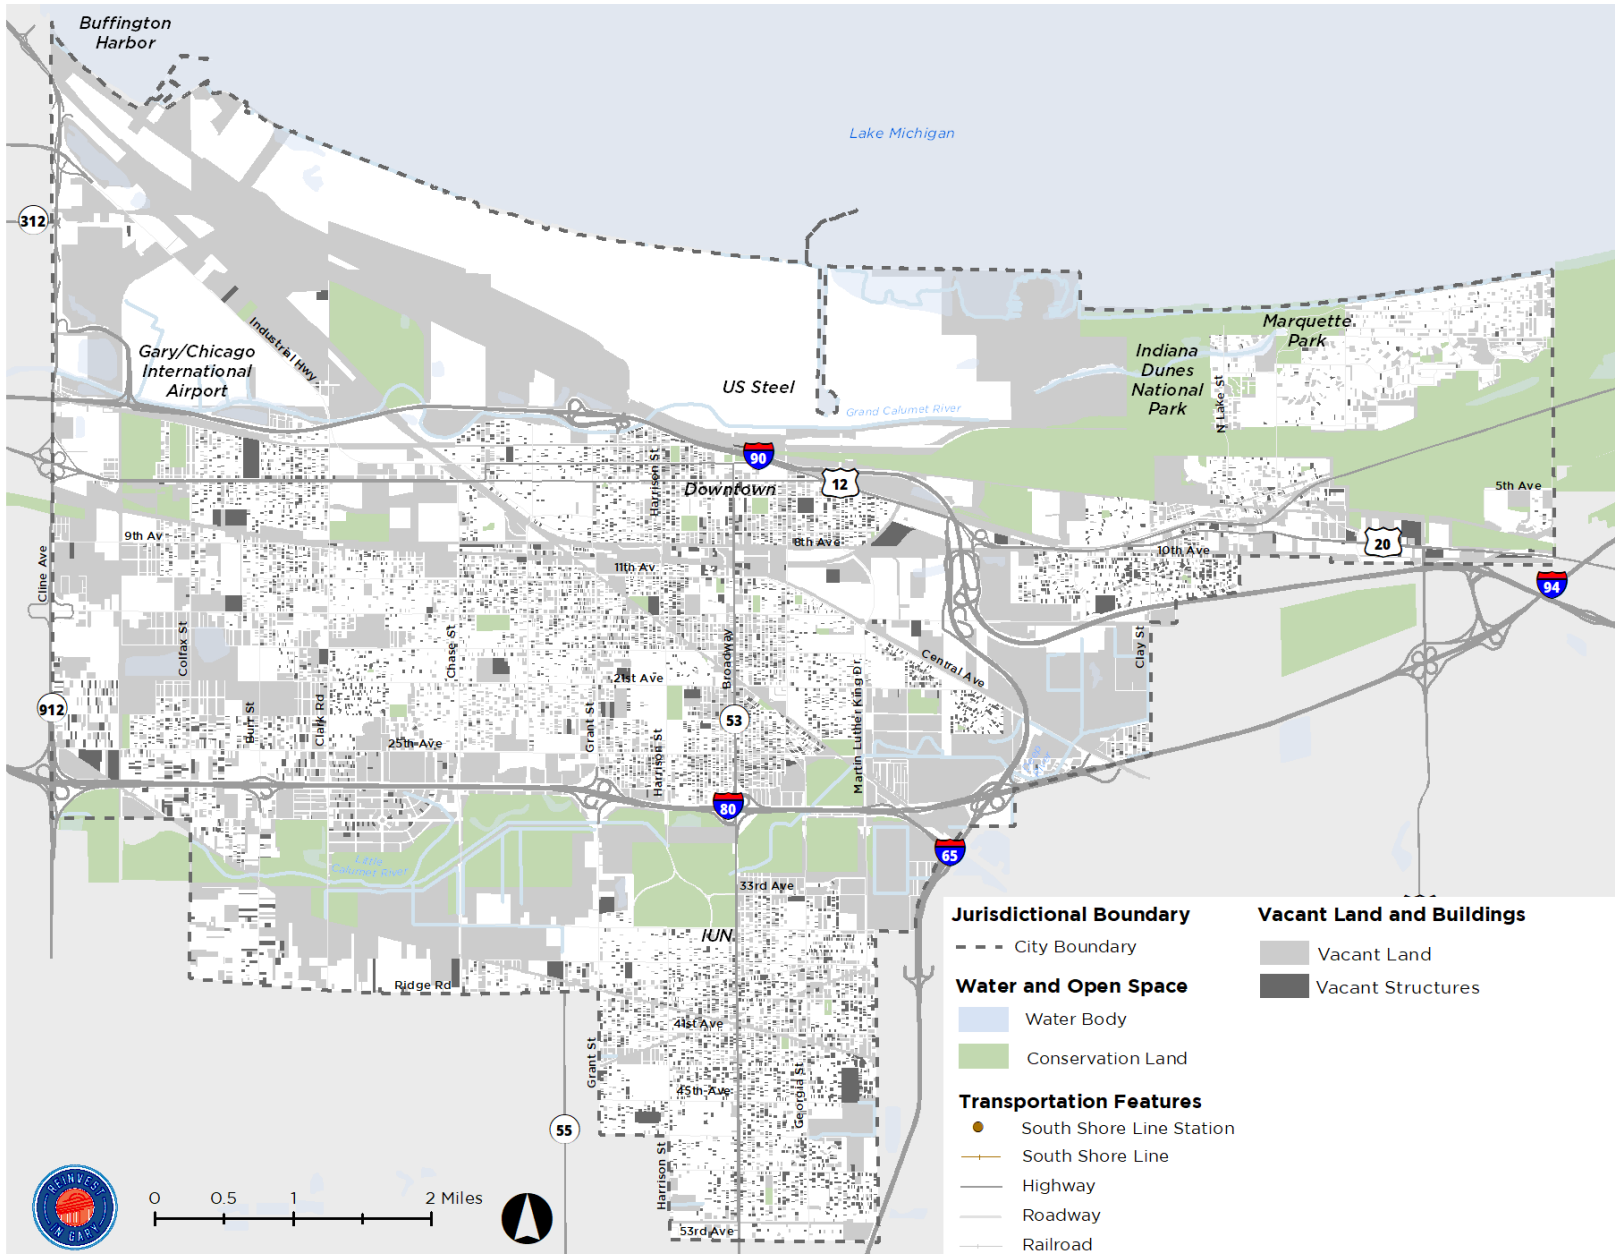 Buffington
Harbor
Lake Michigan
312
Industrial Hwy
Gary/Chicago
International
Airport
US Steel
Grand Calumet River
Marquette
Park
Indiana
Dunes
National
Park
N Lake St
90
12
Harrison St
Downtown
5th Ave
9th Av
8th Ave
20
10th Ave
11th Av
94
Cline Ave
Colfax St
Chase St
Broadway
Central Ave
Clay St
21st Ave
Martin Luther King Dr
912
Burr St
Clark Rd
Grant St
53
25th Ave
Harrison St
80
65
Little
Calumet River
33rd Ave
IUN
Ridge Rd
41st Ave
Grant St
45th Ave
Georgia St
55
Harrison St
53rd Ave
REINVEST
IN GARY
0 0.5 1 2 Miles
Jurisdictional Boundary
City Boundary
Water and Open Space
Water Body
Conservation Land
Transportation Features
South Shore Line Station
South Shore Line
Highway
Roadway
Railroad
Vacant Land and Buildings
Vacant Land
Vacant Structures